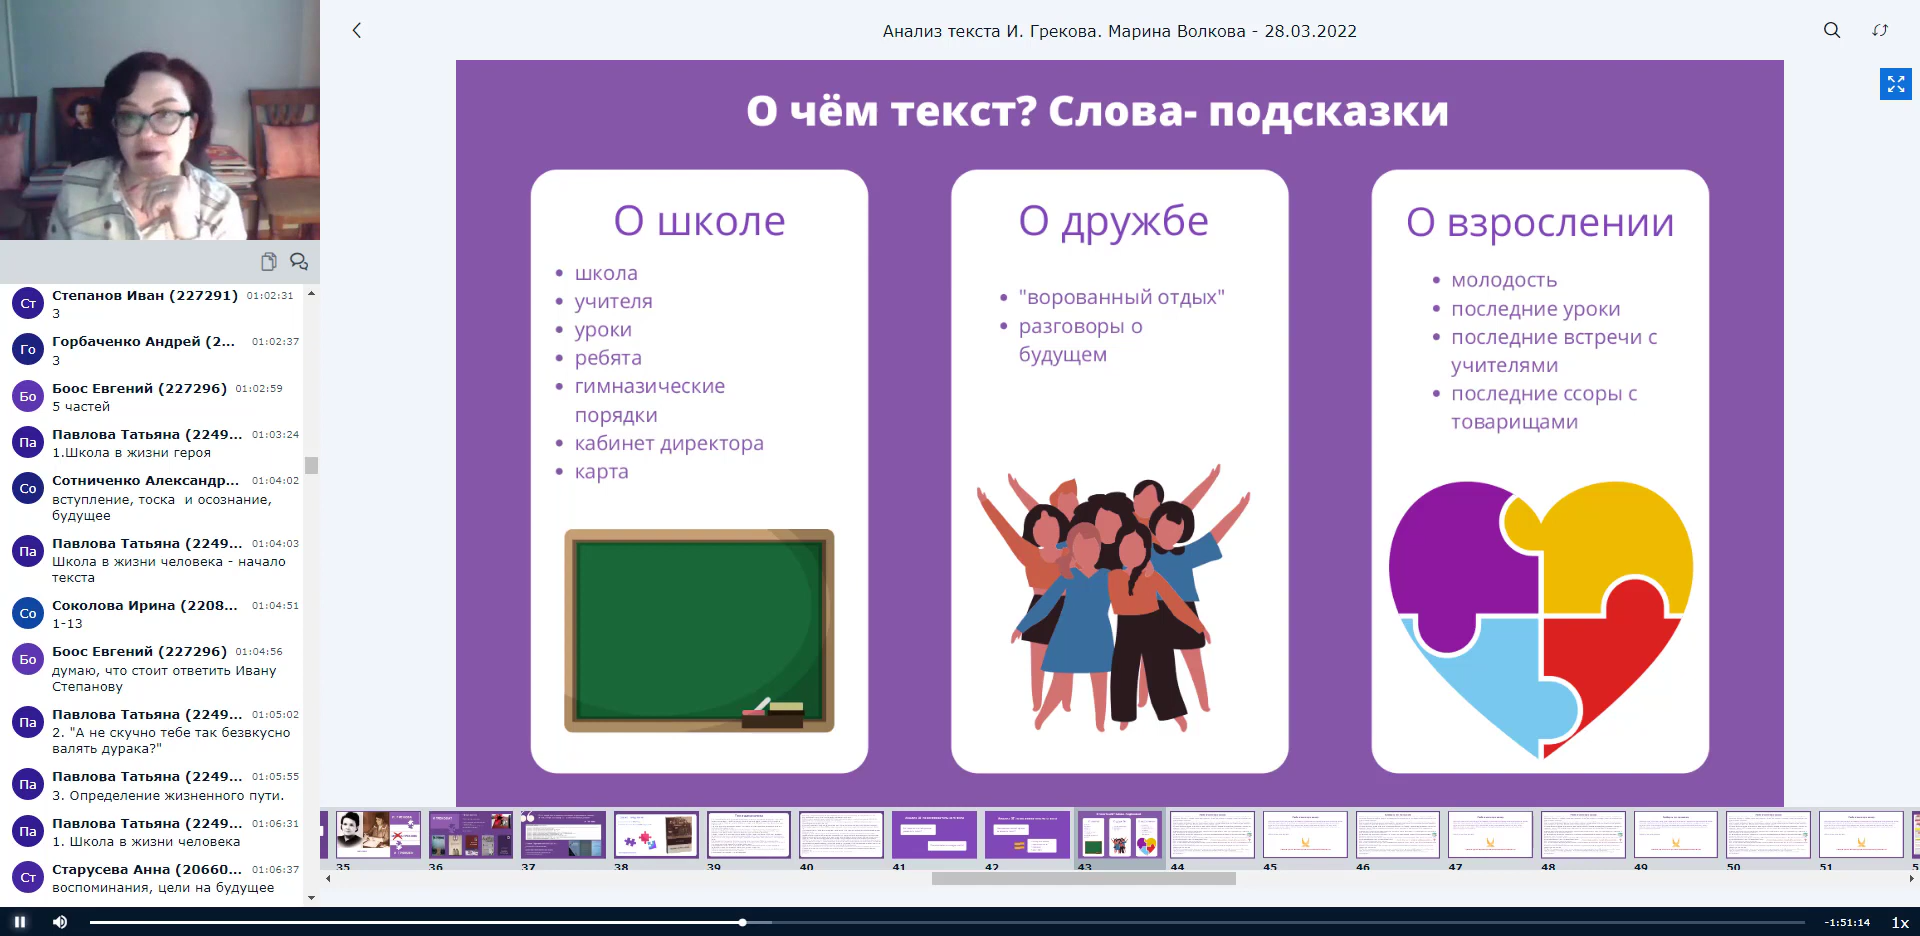 Анализ текста И. Грекова. Марина Волкова - 28.03.2022
О чём текст? Слова- подсказки
О школе
школа
учителя
уроки
ребята
гимназические
порядки
кабинет директора
карта
О дружбе
"ворованный отдых"
разговоры о
будущем
О взрослении
молодость
последние уроки
последние встречи с
учителями
последние ссоры с
товарищами
Ст Степанов Иван (227291) 01:02:31
3
Го Горбаченко Андрей (2... 01:02:37
3
Бо Боос Евгений (227296) 01:02:59
5 частей
Па Павлова Татьяна (2249... 01:03:24
1.Школа в жизни героя
Со Сотниченко Александр... 01:04:02
вступление, тоска и осознание,
будущее
Па Павлова Татьяна (2249... 01:04:03
Школа в жизни человека - начало
текста
Со Соколова Ирина (2208... 01:04:51
1-13
Бо Боос Евгений (227296) 01:04:56
думаю, что стоит ответить Ивану
Степанову
Па Павлова Татьяна (2249... 01:05:02
2. "А не скучно тебе так безвкусно
валять дурака?"
Па Павлова Татьяна (2249... 01:05:55
3. Определение жизненного пути.
Па Павлова Татьяна (2249... 01:06:31
1. Школа в жизни человека
Ст Старусева Анна (20660... 01:06:37
воспоминания, цели на будущее
35 36 37 38 39 40 41 42 43 44 45 46 47 48 49 50 51
-1:51:14 1x